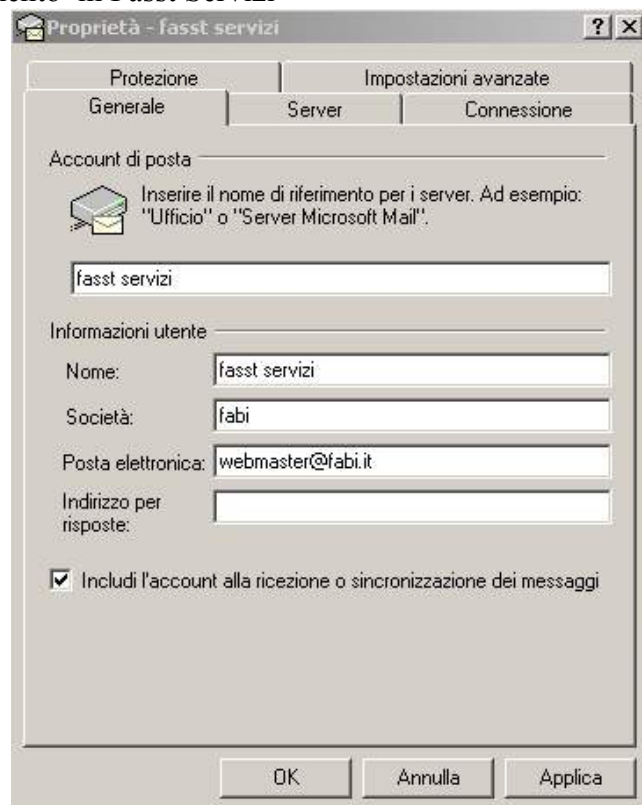 Proprietà - fasst servizi
Protezione
Impostazioni avanzate
Generale
Server
Connessione
Account di posta
Inserire il nome di riferimento per i server. Ad esempio:
"Ufficio" o "Server Microsoft Mail".
fasst servizi
Informazioni utente
Nome:
fasst servizi
Società:
fabi
Posta elettronica:
webmaster@fabi.it
Indirizzo per
risposte:
Includi l'account alla ricezione o sincronizzazione dei messaggi
OK
Annulla
Applica